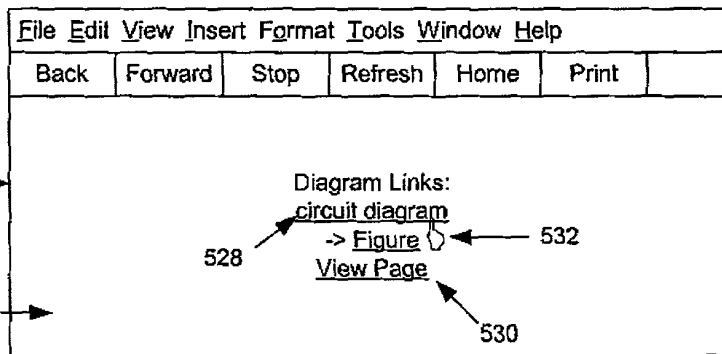 File Edit View Insert Format Tools Window Help
Back Forward Stop Refresh Home Print
Diagram Links:
circuit diagram
-> Figure 532
528
View Page
530